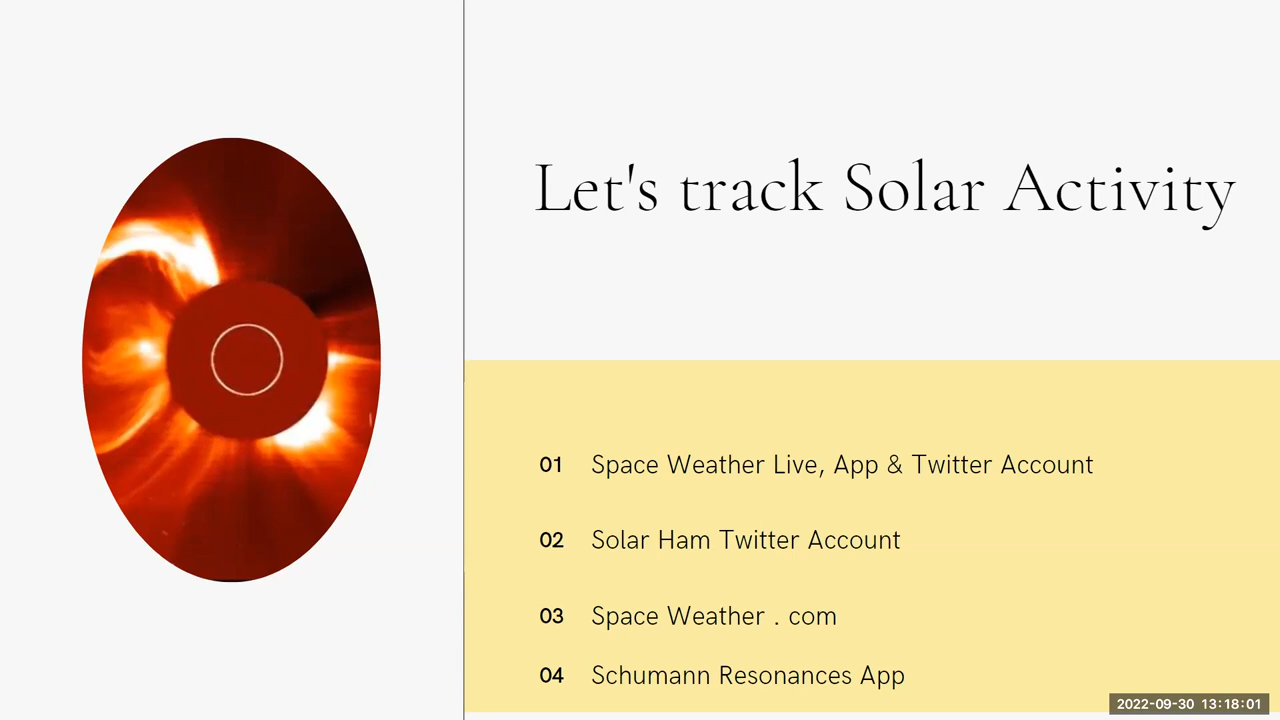 Let's track Solar Activity
01 Space Weather Live, App & Twitter Account
02 Solar Ham Twitter Account
03 Space Weather . com
04 Schumann Resonances App
2022-09-30 13:18:01